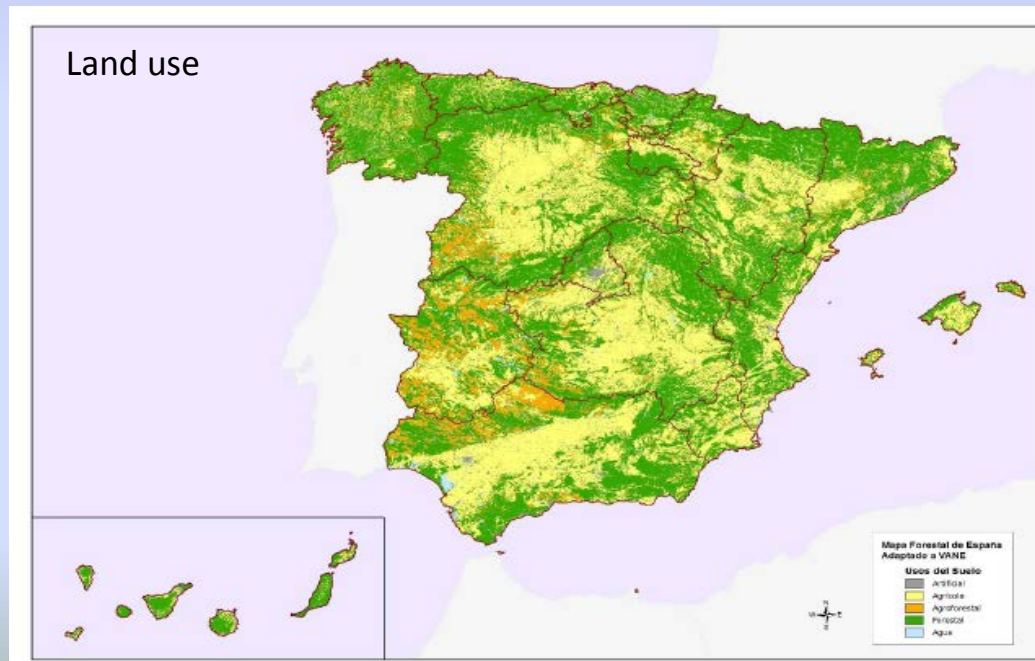 Land use
Mapa Forestal de España
Adaptado a VANE
Usos del Suelo
Artificial
Agrícola
Agroforestal
Forestal
Agua
N
W E
S